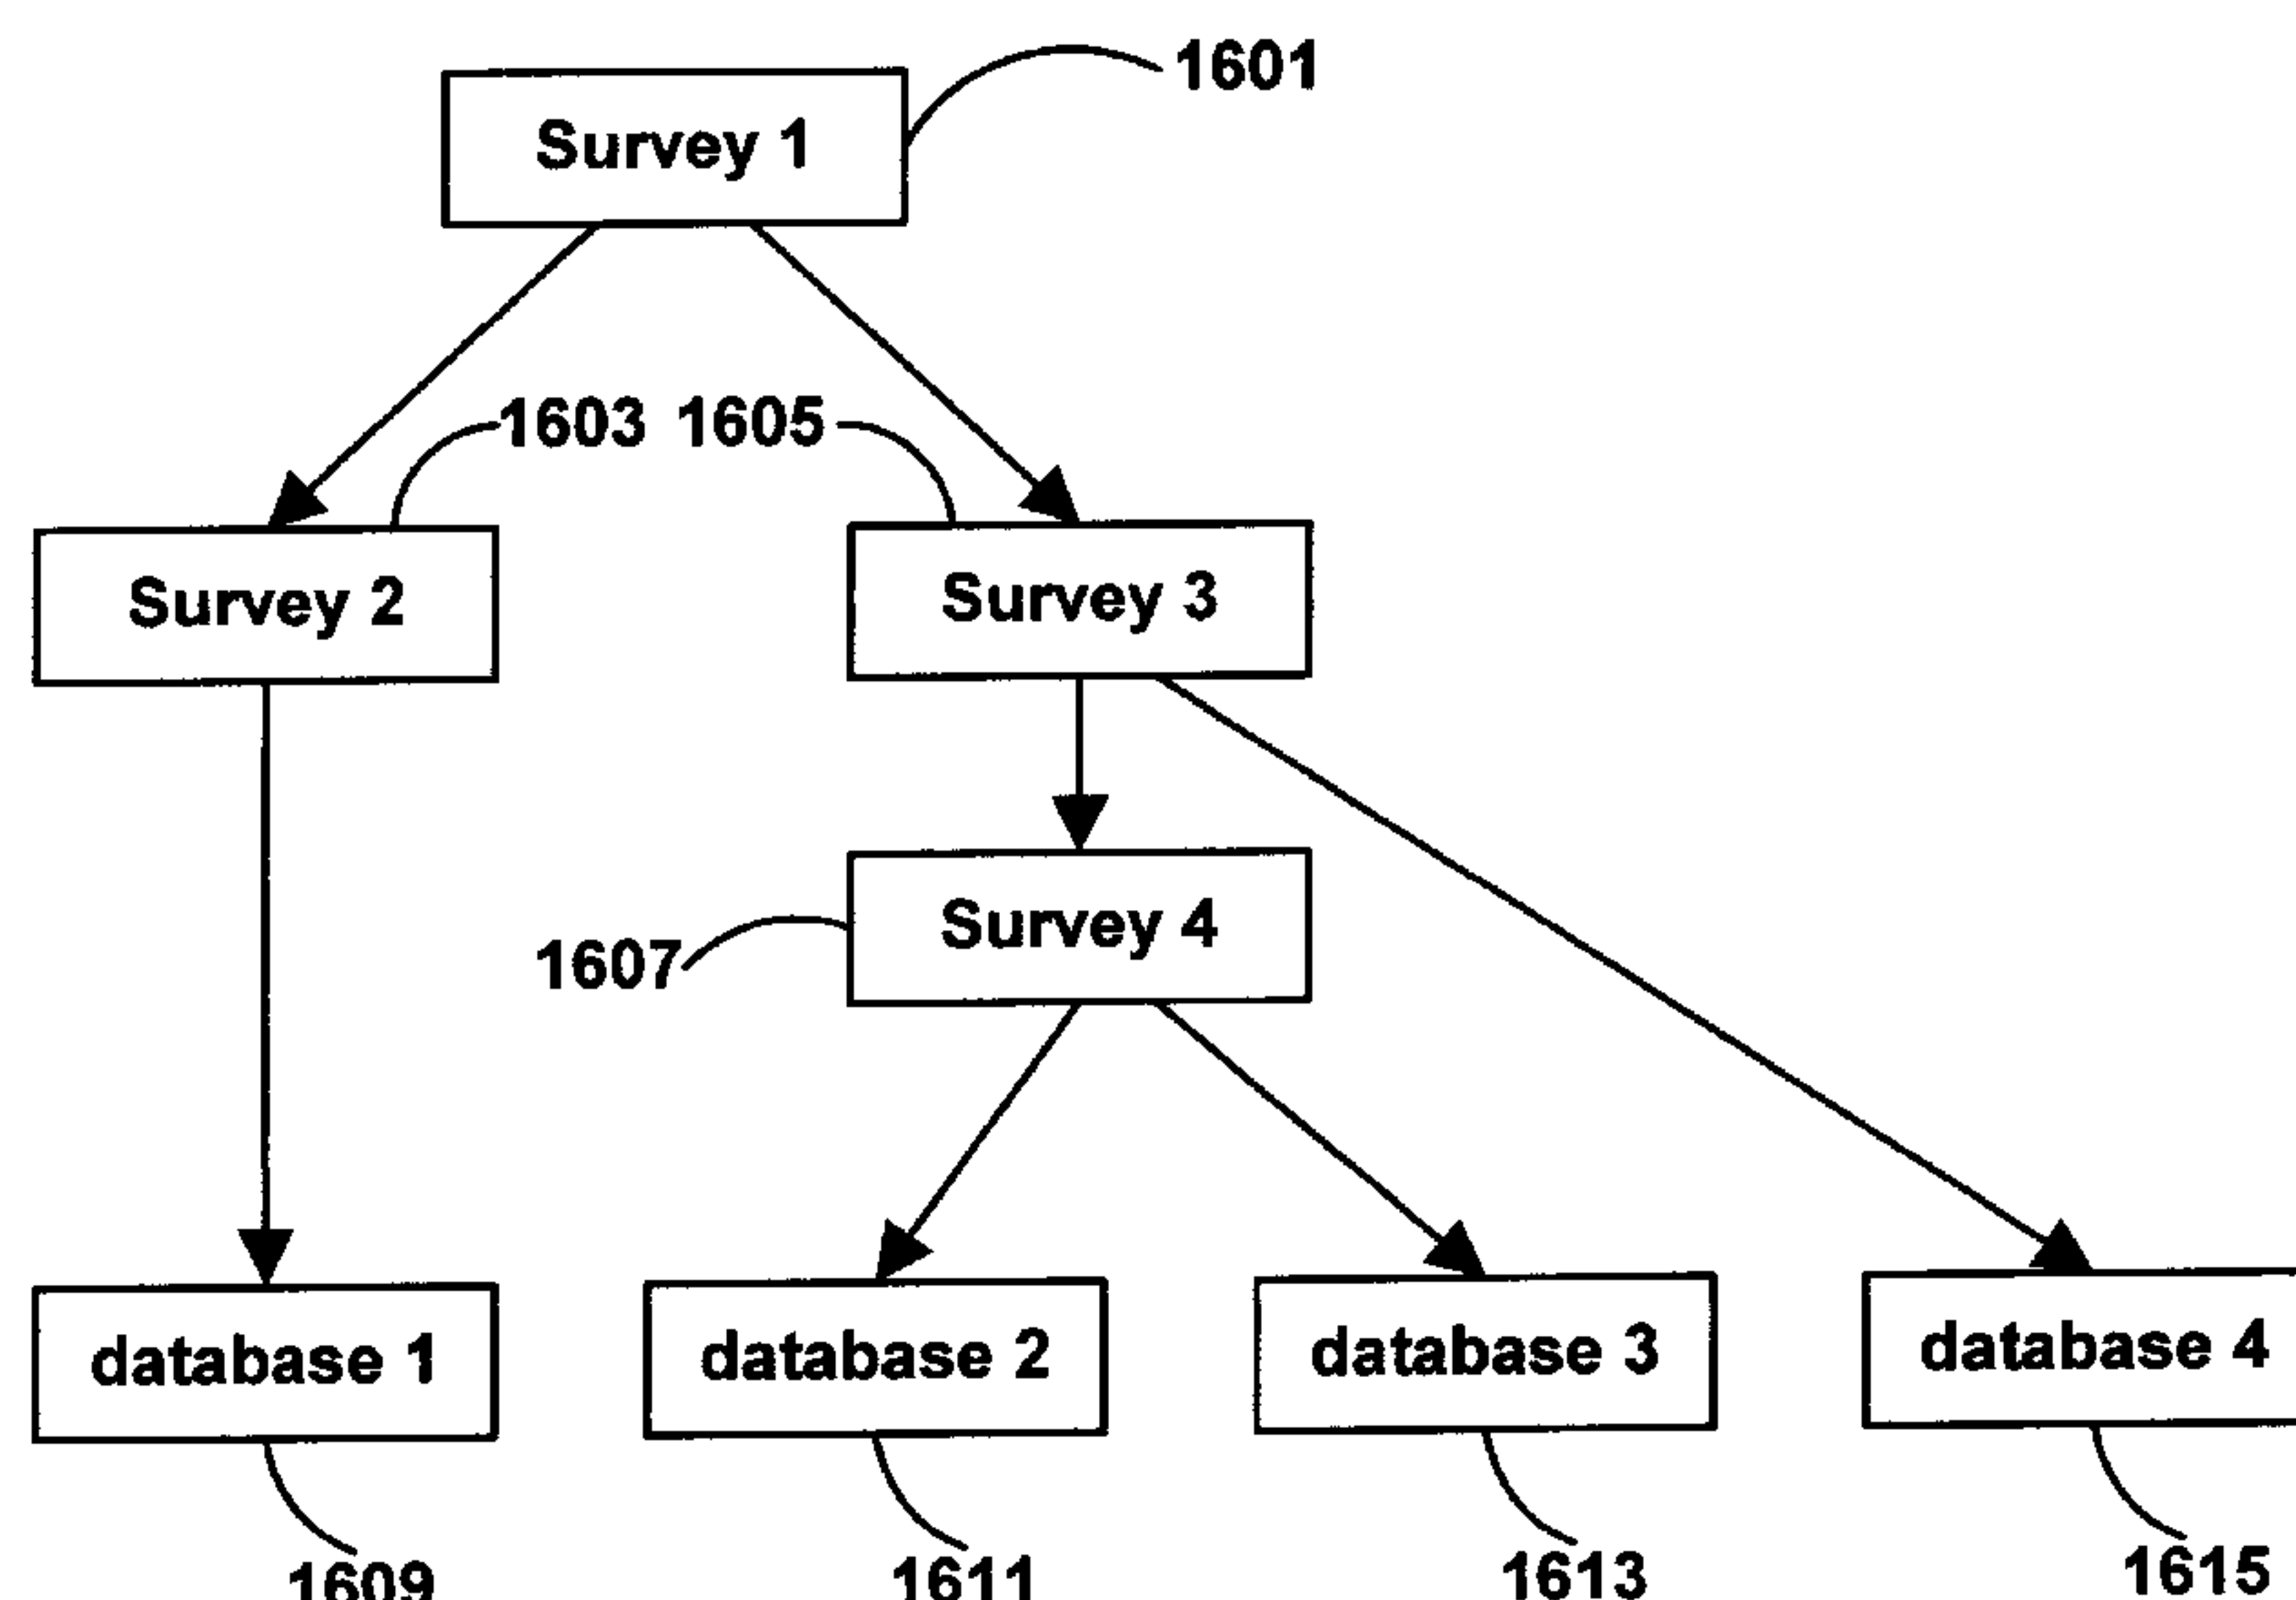 1601
Survey 1
1603 1605
Survey 2
Survey 3
Survey 4
1607
database 1
database 2
database 3
database 4
1609
1611
1613
1615